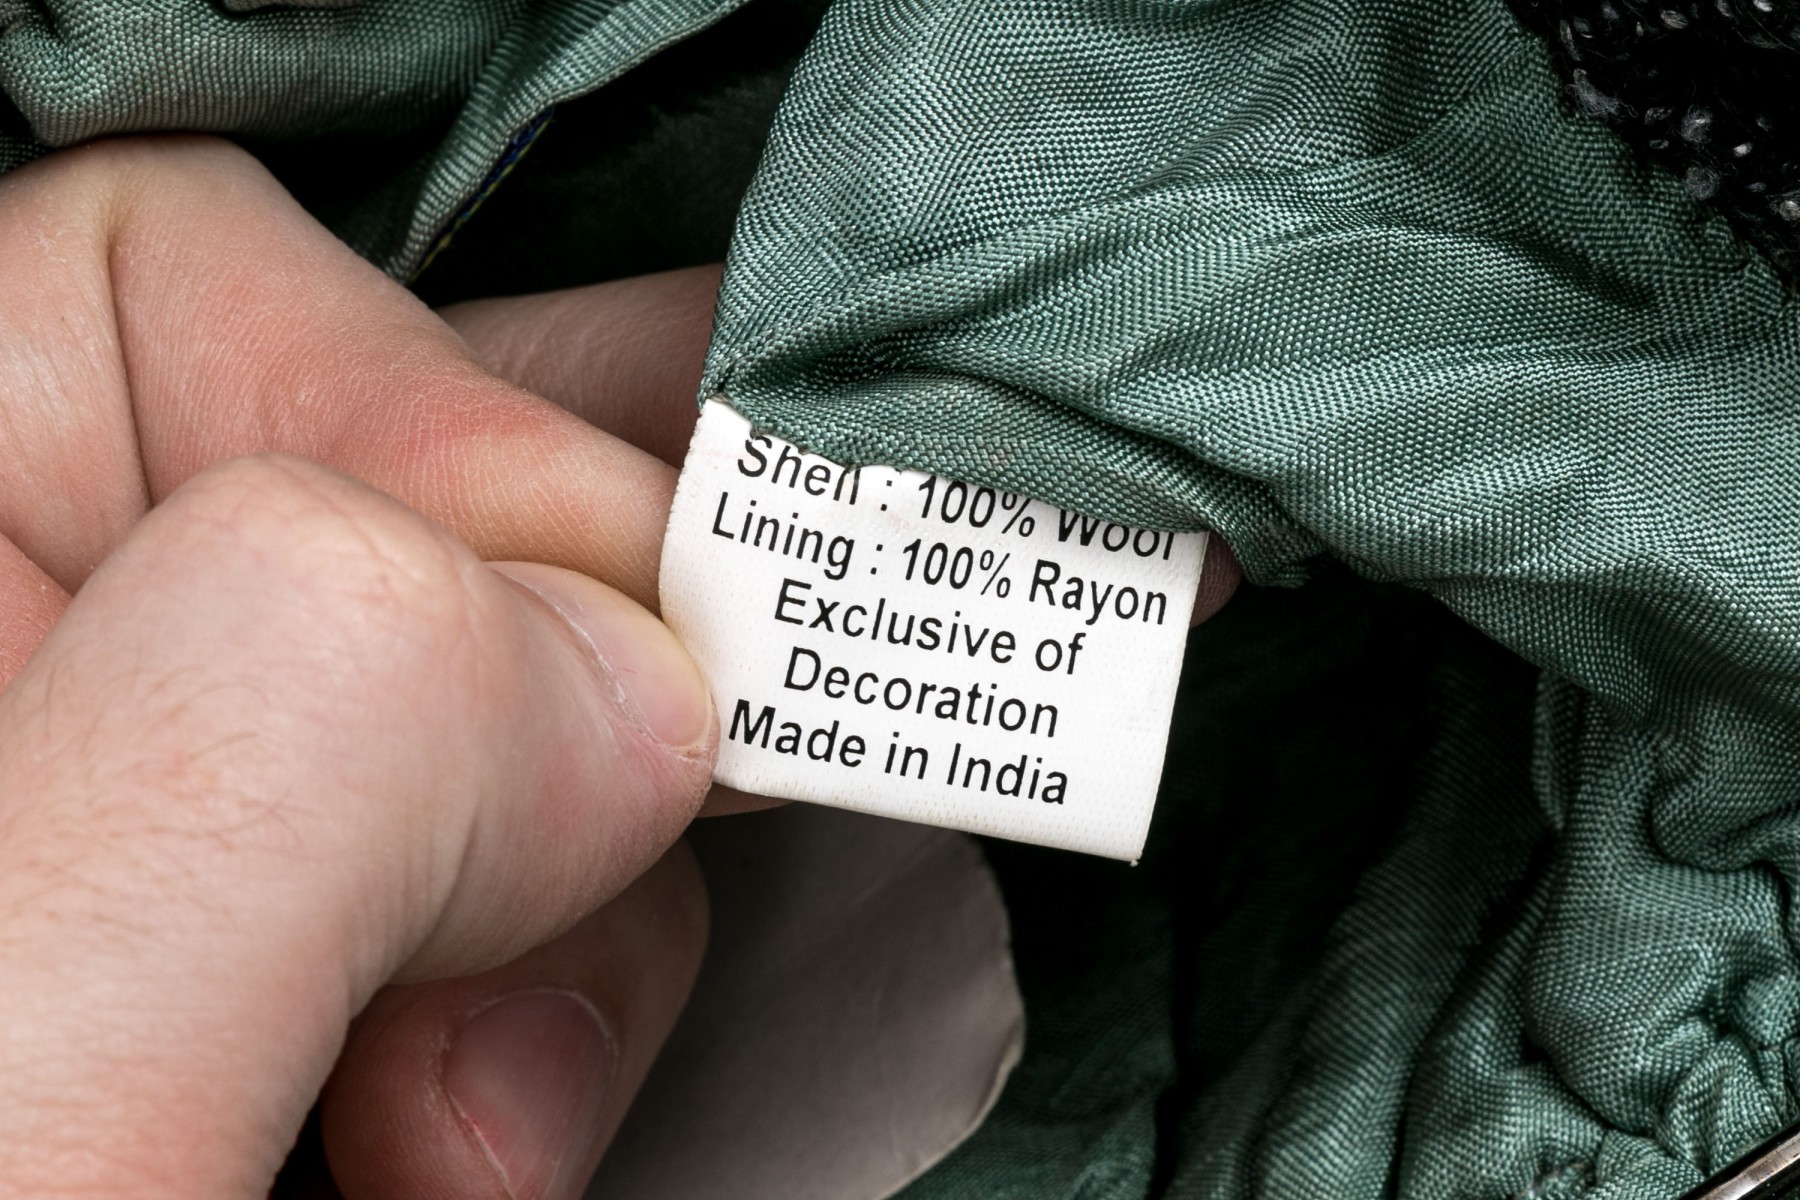 Shell : 100% Wool
Lining : 100% Rayon
Exclusive of
Decoration
Made in India